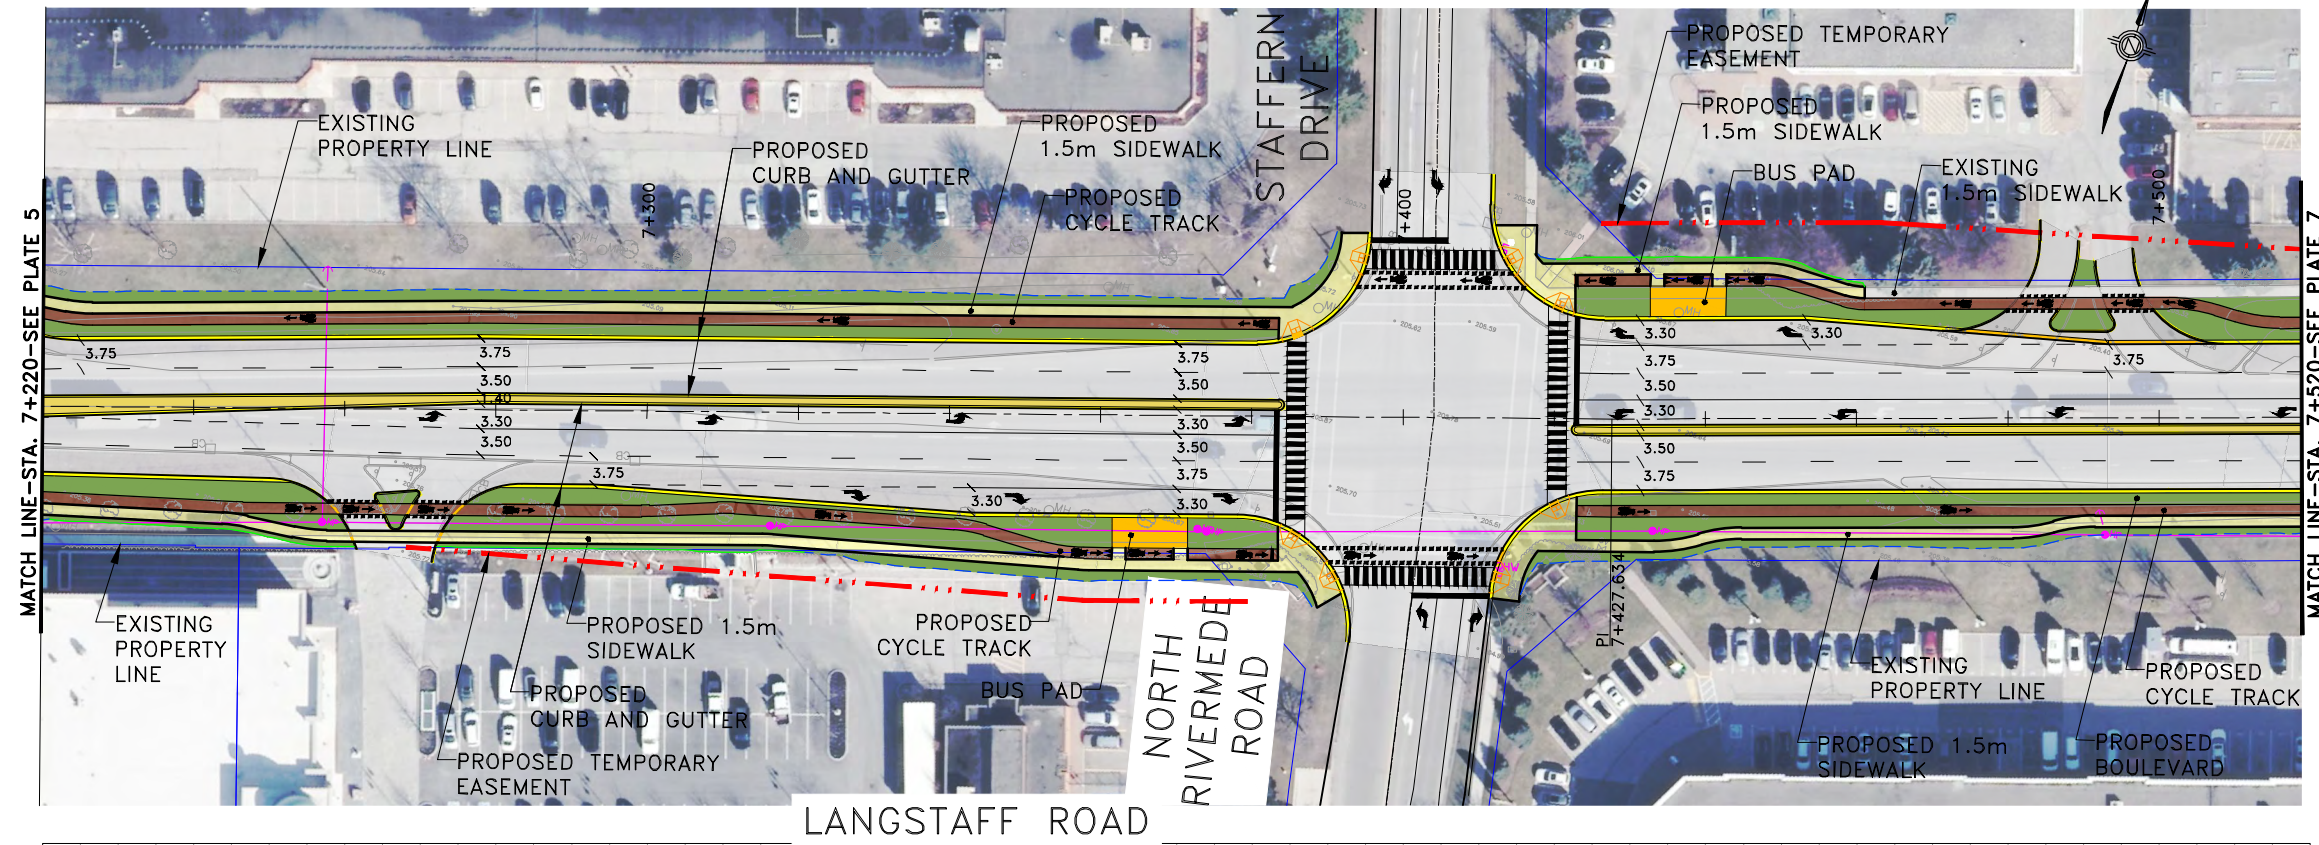 STAFFERN
DRIVE
PROPOSED TEMPORARY
EASEMENT
N
PROPOSED
1.5m SIDEWALK
BUS PAD
EXISTING
1.5m SIDEWALK
EXISTING
PROPERTY LINE
PROPOSED
CURB AND GUTTER
PROPOSED
1.5m SIDEWALK
PROPOSED
CYCLE TRACK
7+300
+400
7+500
MATCH LINE-STA. 7+220-SEE PLATE 5
MATCH LINE-STA. 7+520-SEE PLATE 7
3.75
3.75
3.50
1.40
3.30
3.50
3.75
3.75
3.50
3.30
3.50
3.75
3.30
3.30
3.30
3.30
3.75
3.50
3.30
3.50
3.75
3.75
PI
7+427.634
EXISTING
PROPERTY
LINE
PROPOSED 1.5m
SIDEWALK
PROPOSED
CURB AND GUTTER
PROPOSED TEMPORARY
EASEMENT
PROPOSED
CYCLE TRACK
BUS PAD
NORTH
RIVERMEDE
ROAD
EXISTING
PROPERTY LINE
PROPOSED
CYCLE TRACK
PROPOSED 1.5m
SIDEWALK
PROPOSED
BOULEVARD
LANGSTAFF ROAD